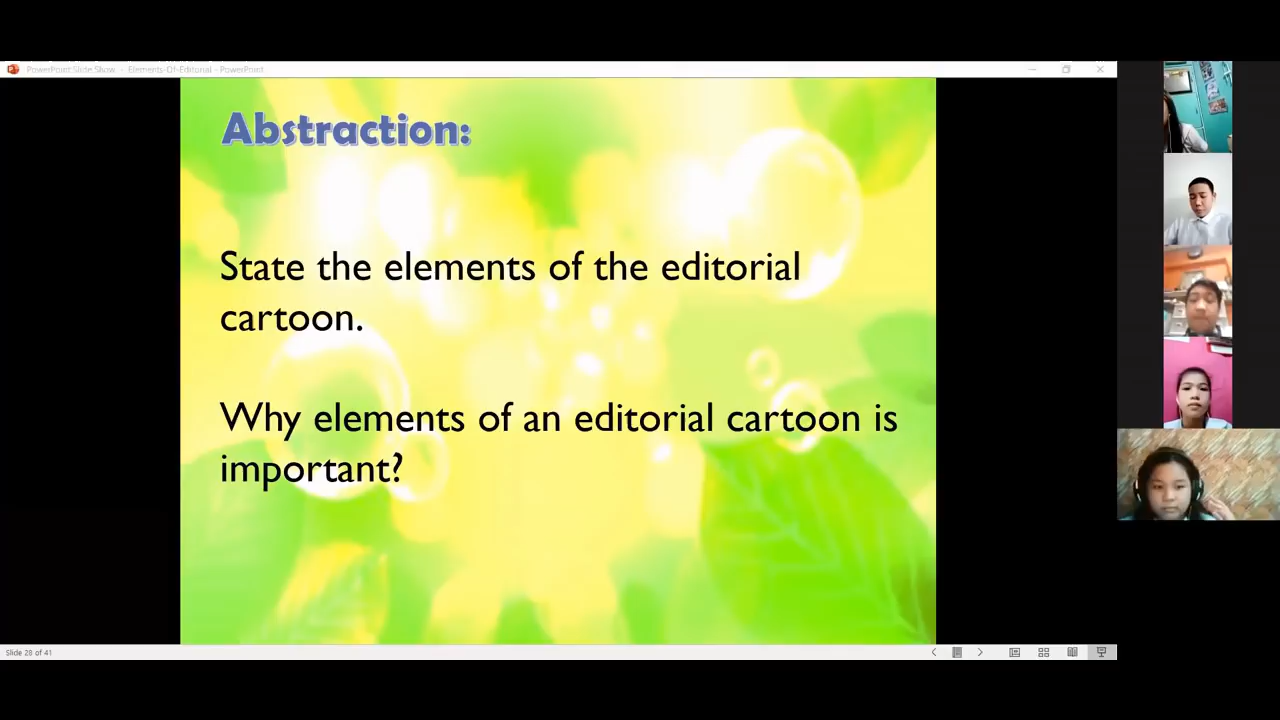 PowerPoint Slide Show - Elements-Of-Editorial - PowerPoint
Abstraction:
State the elements of the editorial
cartoon.
Why elements of an editorial cartoon is
important?
Slide 28 of 41